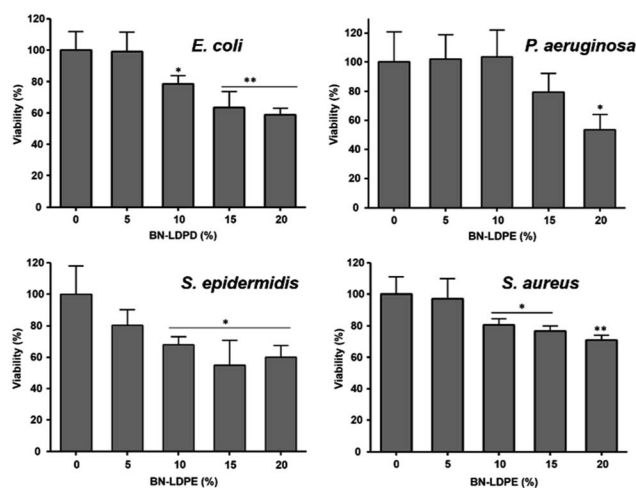 E. coli
120
100
80
60
40
20
0
Viability (%)
*
**
0 5 10 15 20
BN-LDPD (%)
P. aeruginosa
120
100
80
60
40
20
0
Viability (%)
*
0 5 10 15 20
BN-LDPE (%)
S. epidermidis
120
100
80
60
40
20
0
Viability (%)
*
0 5 10 15 20
BN-LDPE (%)
S. aureus
120
100
80
60
40
20
0
Viability (%)
*
**
0 5 10 15 20
BN-LDPE (%)